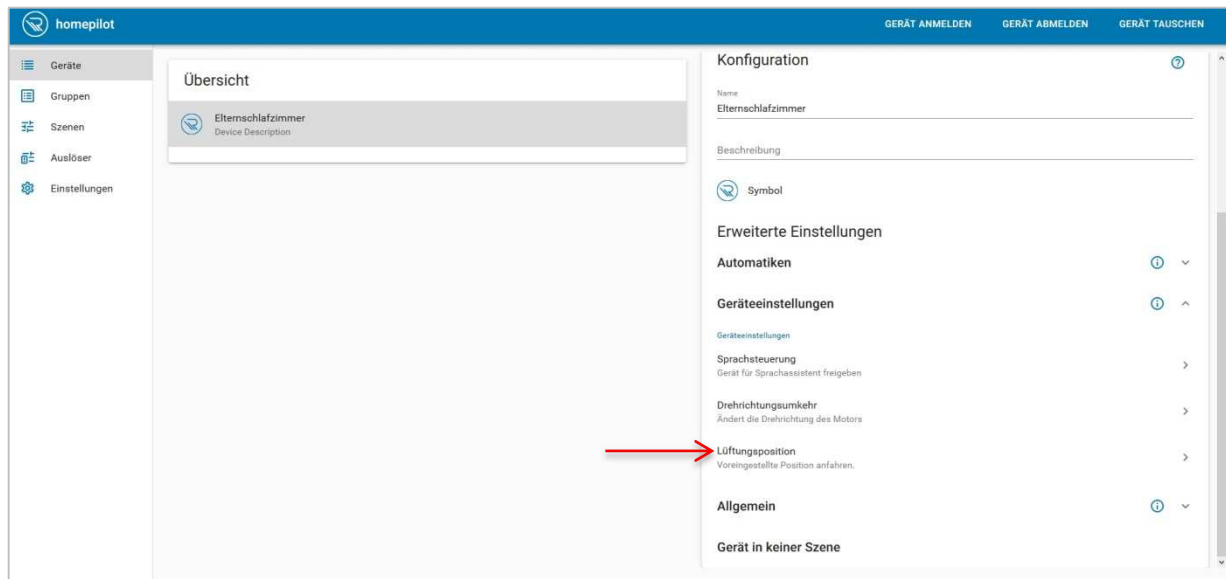 homepilot
GERÄT ANMELDEN GERÄT ABMELDEN GERÄT TAUSCHEN
Geräte
Gruppen
Szenen
Auslöser
Einstellungen
Übersicht
Elternschlafzimmer
Device Description
Konfiguration
Name
Elternschlafzimmer
Beschreibung
Symbol
Erweiterte Einstellungen
Automatiken
Geräteeinstellungen
Geräteeinstellungen
Sprachsteuerung
Gerät für Sprachassistent freigeben
Drehrichtungsumkehr
Ändert die Drehrichtung des Motors
Lüftungsposition
Voreingestellte Position anfahren.
Allgemein
Gerät in keiner Szene